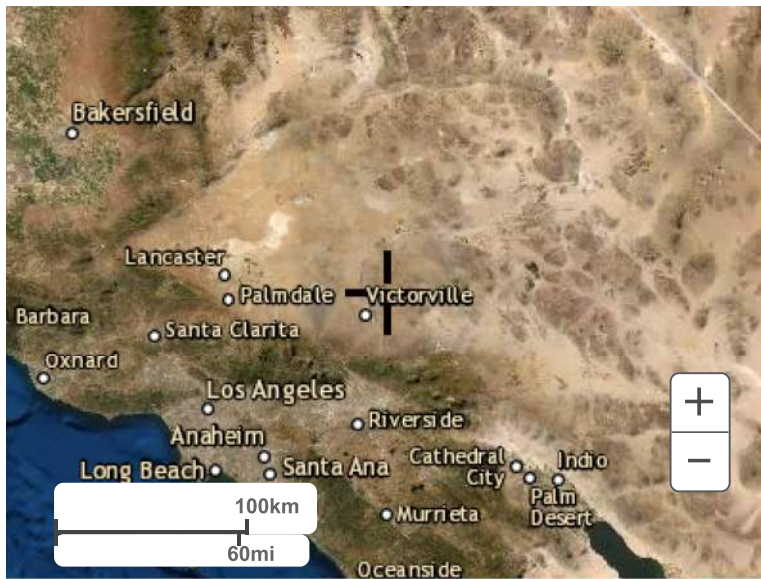 Bakersfield
Lancaster
Palmdale
Victorville
Barbara
Santa Clarita
Oxnard
Los Angeles
Riverside
Anaheim
Long Beach
Santa Ana
Cathedral
City
Indio
Palm
Desert
Murrieta
Oceanside
100km
60mi
+
−